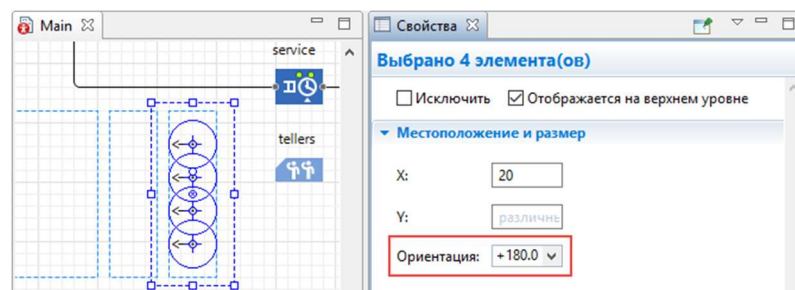 Main
service
tellers
Свойства
Выбрано 4 элемента(ов)
Исключить Отображается на верхнем уровне
Местоположение и размер
X: 20
Y: различнь
Ориентация: +180.0